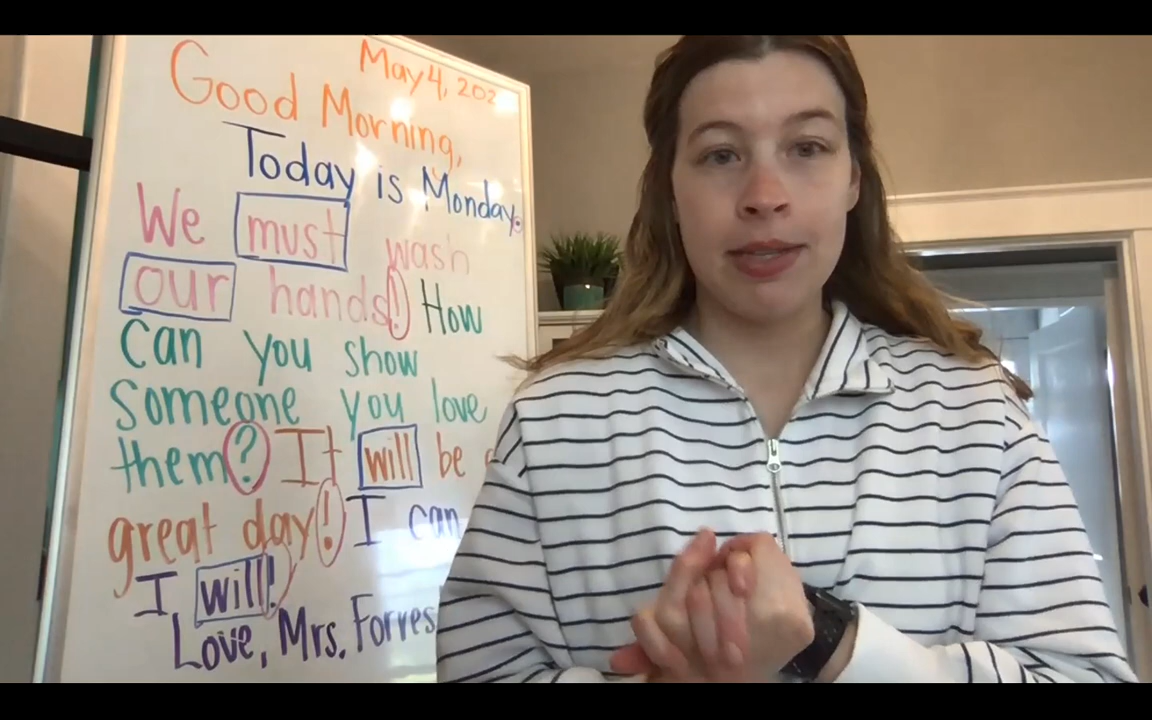 May 4, 202
Good Morning,
Today is Monday.
We must wash
our hands! How
can you show
someone you love
them? It will be
great day! I can
I will!
Love, Mrs. Forres